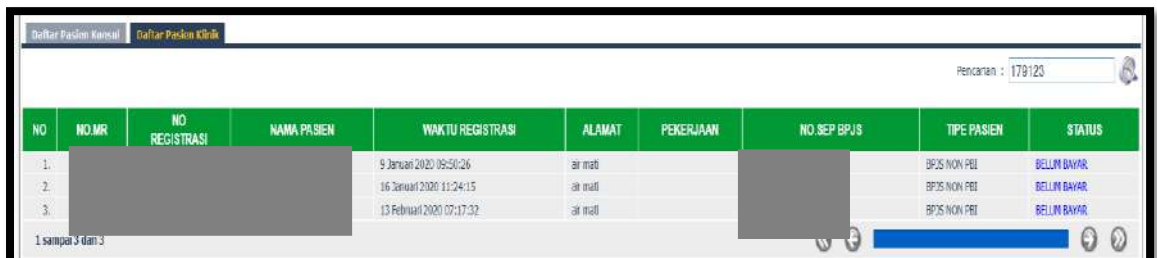 Daftar Pasien Konsul Daftar Pasien Klinik
Pencarian : 179123
NO NO.MR NO REGISTRASI NAMA PASIEN WAKTU REGISTRASI ALAMAT PEKERJAAN NO.SEP BPJS TIPE PASIEN STATUS
1. 9 Januari 2020 09:50:26 air mati BPJS NON PBI BELUM BAYAR
2. 16 Januari 2020 11:24:15 air mati BPJS NON PBI BELUM BAYAR
3. 13 Februari 2020 07:17:32 air mati BPJS NON PBI BELUM BAYAR
1 sampai 3 dari 3